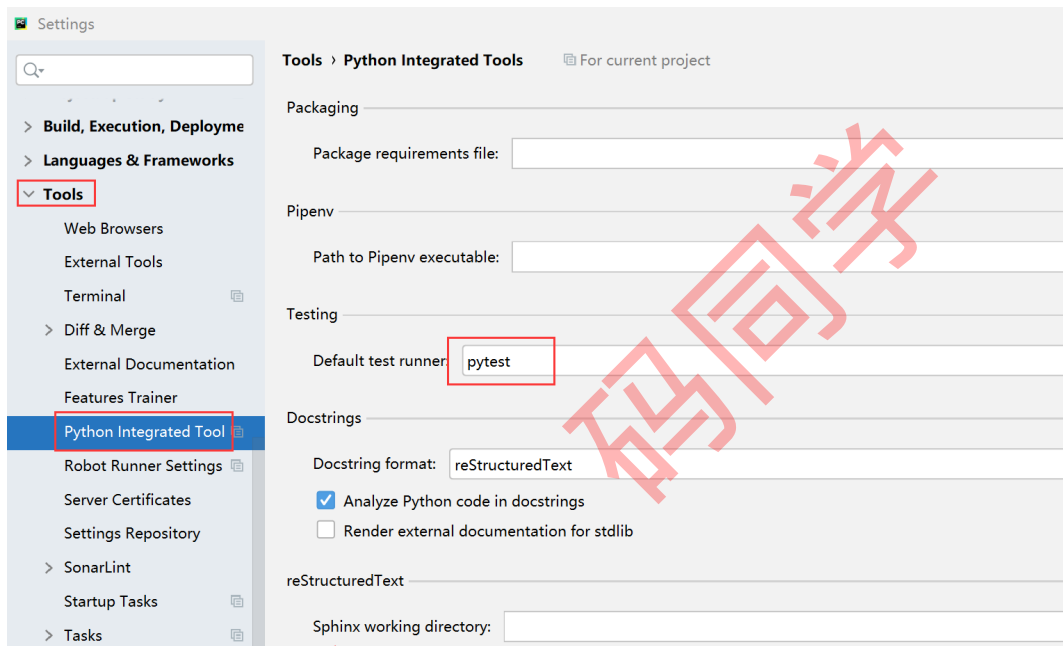 Settings
Tools › Python Integrated Tools
For current project
Build, Execution, Deployme
Languages & Frameworks
Tools
Web Browsers
External Tools
Terminal
Diff & Merge
External Documentation
Features Trainer
Python Integrated Tool
Robot Runner Settings
Server Certificates
Settings Repository
SonarLint
Startup Tasks
Tasks
Packaging
Package requirements file:
Pipenv
Path to Pipenv executable:
Testing
Default test runner: pytest
Docstrings
Docstring format: reStructuredText
Analyze Python code in docstrings
Render external documentation for stdlib
reStructuredText
Sphinx working directory:
码同学